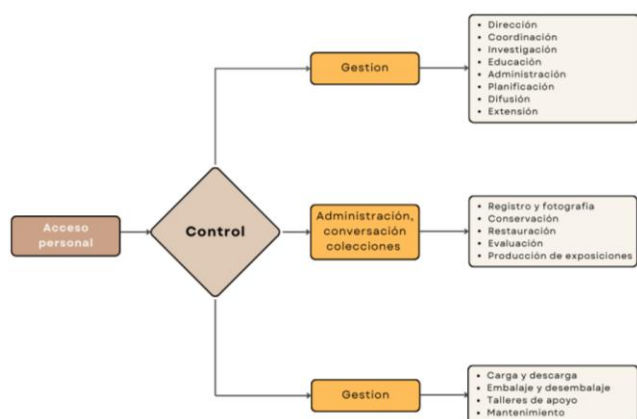 Acceso
personal
Control
Gestion
Dirección
Coordinación
Investigación
Educación
Administración
Planificación
Difusión
Extensión
Administración,
conversación
colecciones
Registro y fotografía
Conservación
Restauración
Evaluación
Producción de exposiciones
Gestion
Carga y descarga
Embalaje y desembalaje
Talleres de apoyo
Mantenimiento